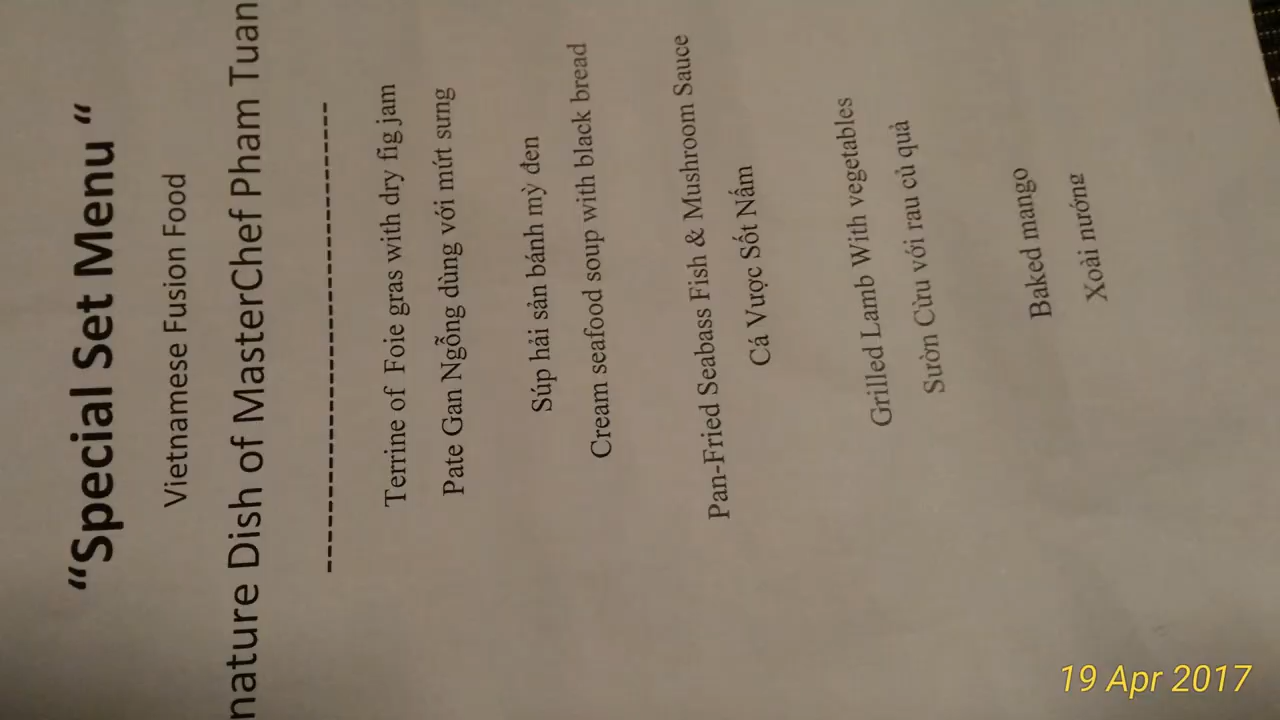 “Special Set Menu “
Vietnamese Fusion Food
nature Dish of MasterChef Pham Tuan
---------------------------------------------
Terrine of Foie gras with dry fig jam
Pate Gan Ngỗng dùng với mứt sung
Súp hải sản bánh mỳ đen
Cream seafood soup with black bread
Pan-Fried Seabass Fish & Mushroom Sauce
Cá Vược Sốt Nấm
Grilled Lamb With vegetables
Sườn Cừu với rau củ quả
Baked mango
Xoài nướng
19 Apr 2017